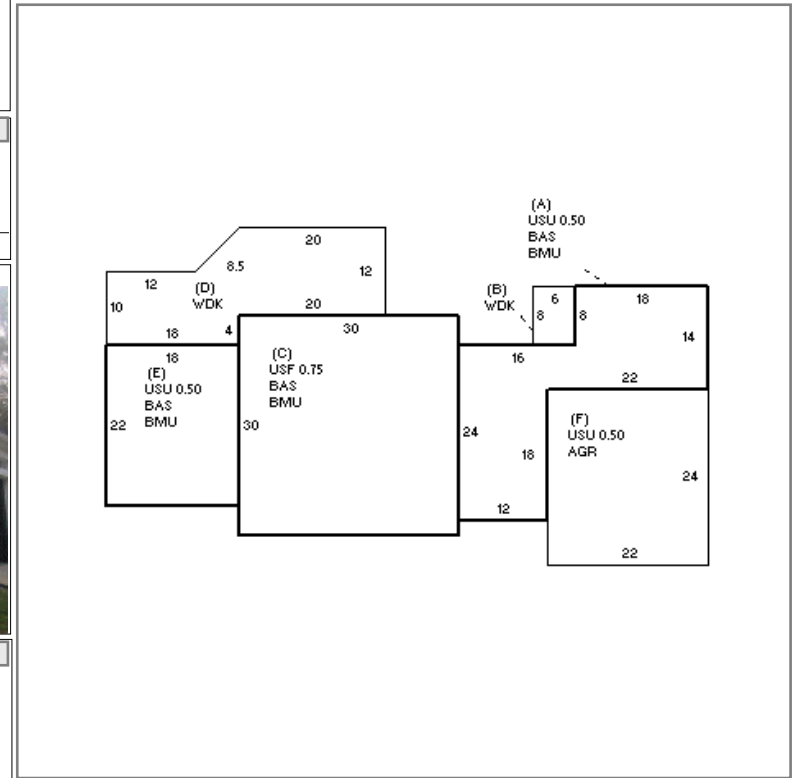 (A)
USU 0.50
BAS
BMU
20
8.5
12
12
(D)
WDK
10
20
18
4
(B)
WDK
6
8
8
18
14
30
16
22
18
(E)
USU 0.50
BAS
BMU
22
(C)
USF 0.75
BAS
BMU
30
24
18
12
(F)
USU 0.50
AGR
24
22